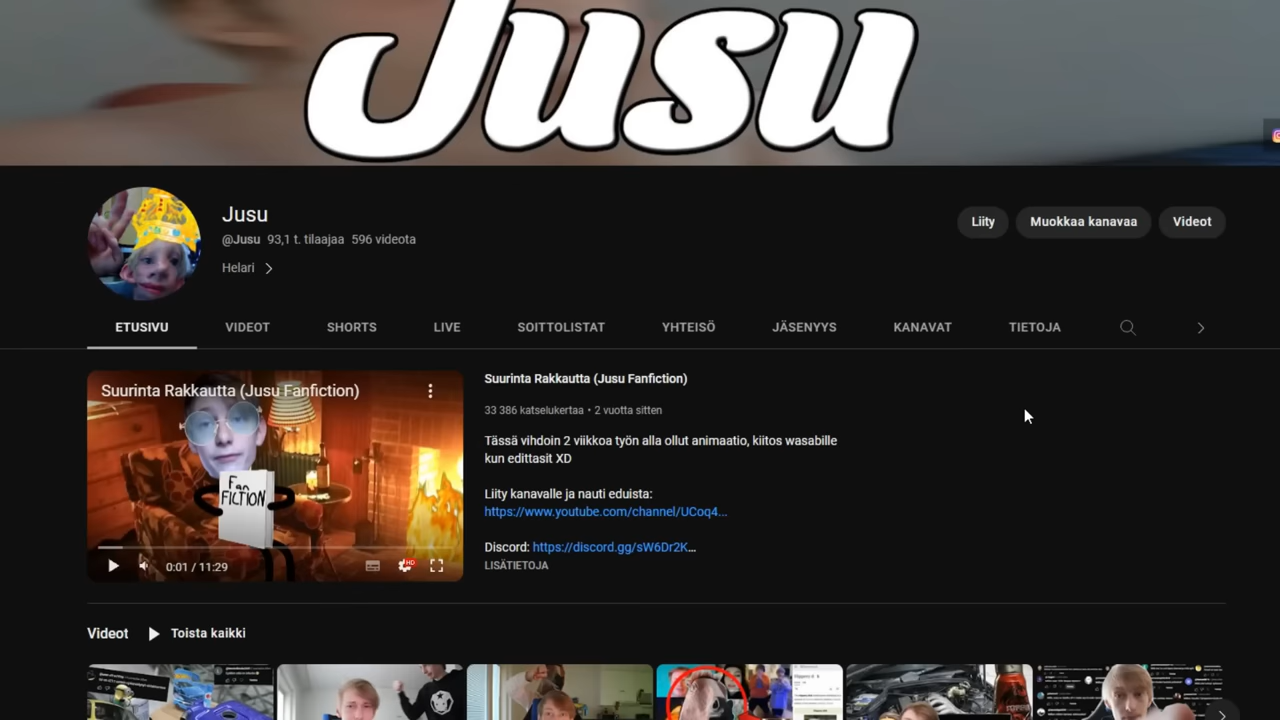 Jusu
Jusu
@Jusu 93,1 t. tilaajaa 596 videota
Helari
Liity
Muokkaa kanavaa
Videot
ETUSIVU
VIDEOT
SHORTS
LIVE
SOITTOLISTAT
YHTEISÖ
JÄSENYYS
KANAVAT
TIETOJA
Suurinta Rakkautta (Jusu Fanfiction)
Fan
FICTION
0:01 / 11:29
HD
Suurinta Rakkautta (Jusu Fanfiction)
33 386 katselukertaa • 2 vuotta sitten
Tässä vihdoin 2 viikkoa työn alla ollut animaatio, kiitos wasabille
kun edittasit XD
Liity kanavalle ja nauti eduista:
https://www.youtube.com/channel/UCoq4...
Discord: https://discord.gg/sW6Dr2K...
LISÄTIETOJA
Videot
Toista kaikki